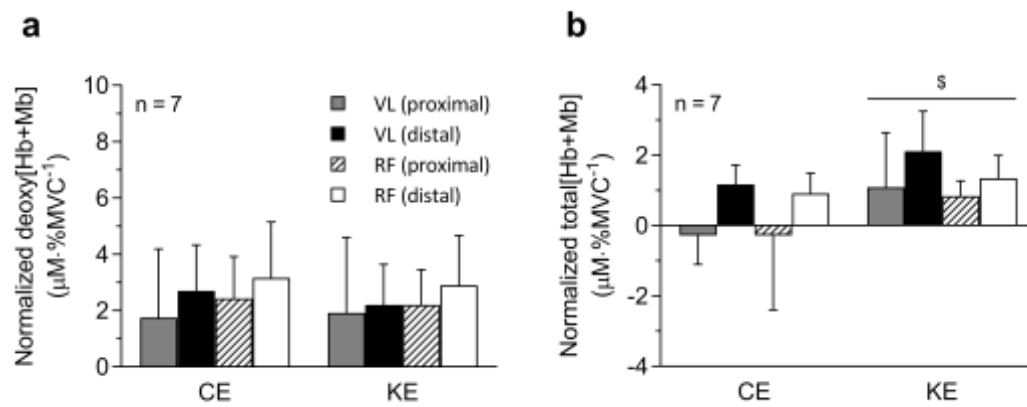 a
Normalized deoxy[Hb+Mb]
(μM·%MVC⁻¹)
10
8
6
4
2
0
n = 7
VL (proximal)
VL (distal)
RF (proximal)
RF (distal)
CE
KE
b
Normalized total[Hb+Mb]
(μM·%MVC⁻¹)
4
2
0
-2
-4
n = 7
$
CE
KE